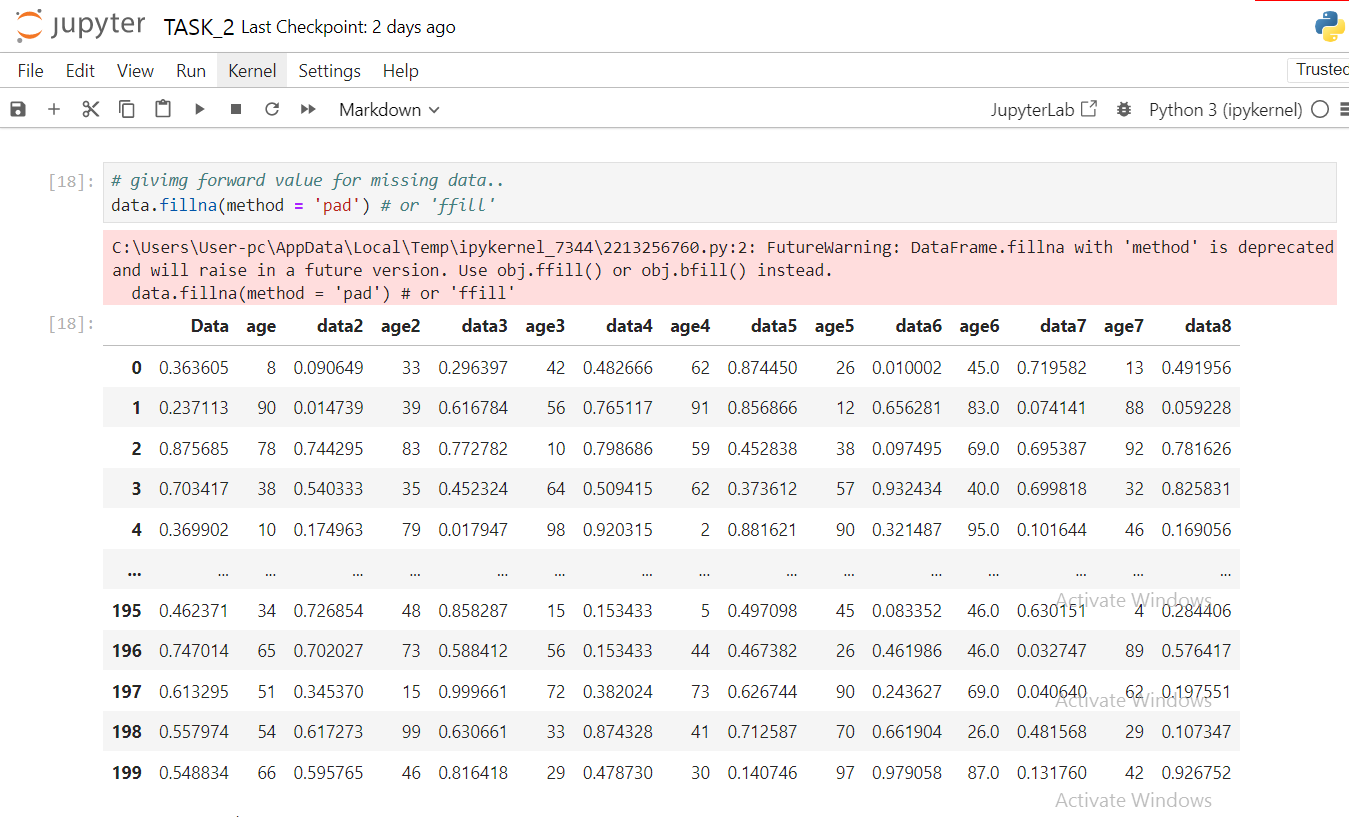 jupyter TASK_2 Last Checkpoint: 2 days ago
File Edit View Run Kernel Settings Help
Trusted
Markdown JupyterLab Python 3 (ipykernel)
[18]: # givimg forward value for missing data..
data.fillna(method = 'pad') # or 'ffill'
C:\Users\User-pc\AppData\Local\Temp\ipykernel_7344\2213256760.py:2: FutureWarning: DataFrame.fillna with 'method' is deprecated
and will raise in a future version. Use obj.ffill() or obj.bfill() instead.
data.fillna(method = 'pad') # or 'ffill'
[18]: Data age data2 age2 data3 age3 data4 age4 data5 age5 data6 age6 data7 age7 data8
0 0.363605 8 0.090649 33 0.296397 42 0.482666 62 0.874450 26 0.010002 45.0 0.719582 13 0.491956
1 0.237113 90 0.014739 39 0.616784 56 0.765117 91 0.856866 12 0.656281 83.0 0.074141 88 0.059228
2 0.875685 78 0.744295 83 0.772782 10 0.798686 59 0.452838 38 0.097495 69.0 0.695387 92 0.781626
3 0.703417 38 0.540333 35 0.452324 64 0.509415 62 0.373612 57 0.932434 40.0 0.699818 32 0.825831
4 0.369902 10 0.174963 79 0.017947 98 0.920315 2 0.881621 90 0.321487 95.0 0.101644 46 0.169056
... ... ... ... ... ... ... ... ... ... ... ... ... ... ... ...
Activate Windows
195 0.462371 34 0.726854 48 0.858287 15 0.153433 5 0.497098 45 0.083352 46.0 0.630151 4 0.284406
196 0.747014 65 0.702027 73 0.588412 56 0.153433 44 0.467382 26 0.461986 46.0 0.032747 89 0.576417
197 0.613295 51 0.345370 15 0.999661 72 0.382024 73 0.626744 90 0.243627 69.0 0.040640 62 0.197551
Activate Windows
198 0.557974 54 0.617273 99 0.630661 33 0.874328 41 0.712587 70 0.661904 26.0 0.481568 29 0.107347
199 0.548834 66 0.595765 46 0.816418 29 0.478730 30 0.140746 97 0.979058 87.0 0.131760 42 0.926752
Activate Windows